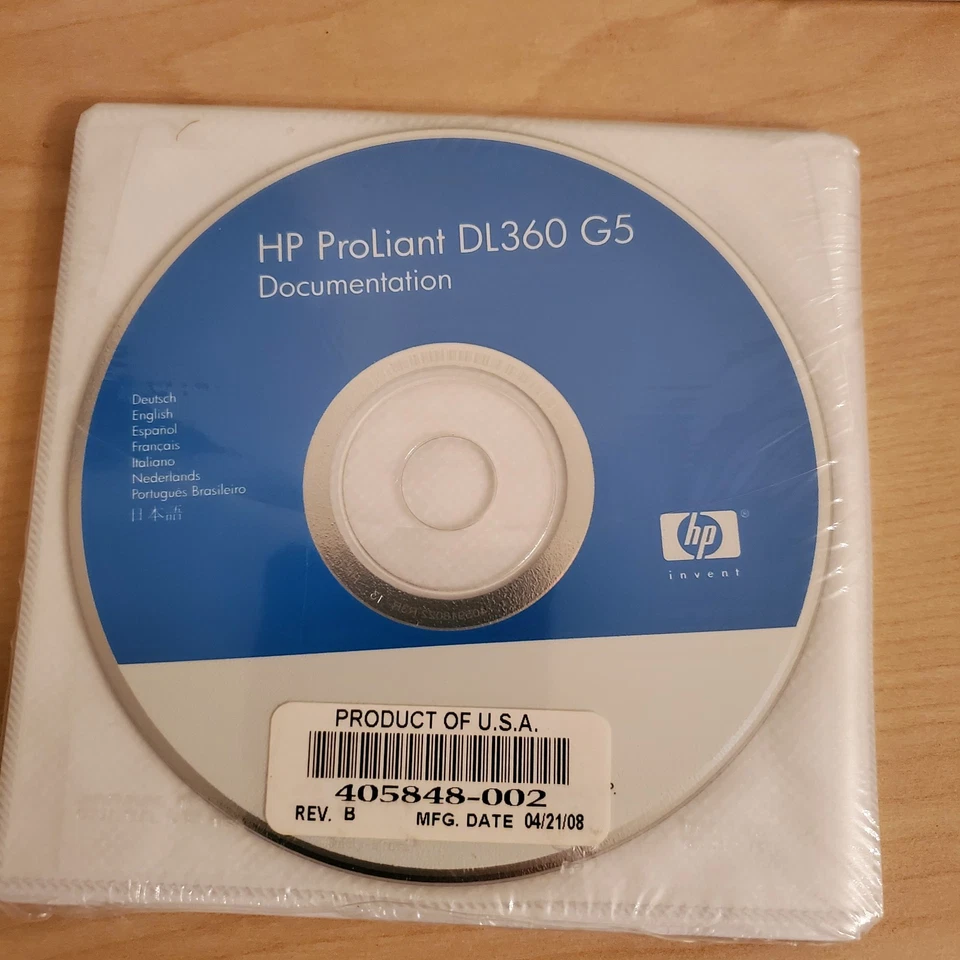 HP ProLiant DL360 G5
Documentation
Deutsch
English
Español
Français
Italiano
Nederlands
Português Brasileiro
日本語
hp®
invent
PRODUCT OF U.S.A.
405848-002
REV. B MFG. DATE 04/21/08